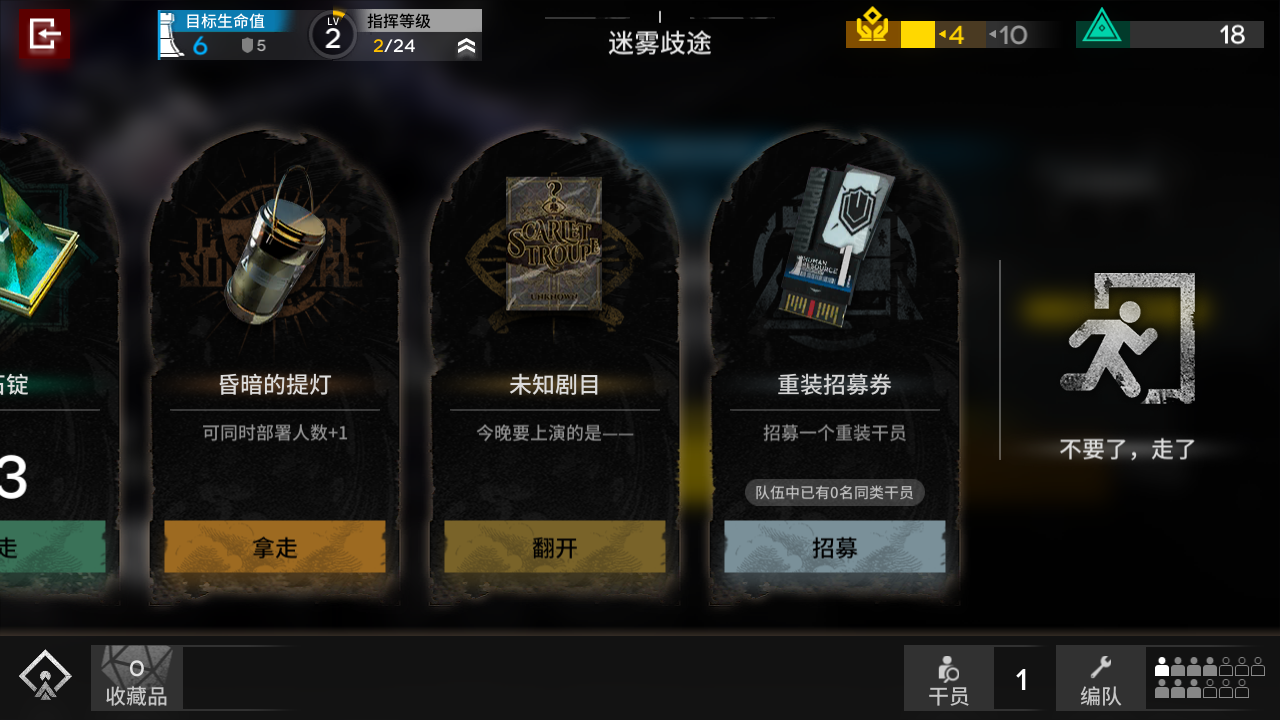 目标生命值
6
5
LV
2
指挥等级
2/24
迷雾歧途
4
10
18
石锭
3
走
昏暗的提灯
可同时部署人数+1
拿走
?
SCARLET
TROUPE
UNKNOWN
未知剧目
今晚要上演的是——
翻开
HUMAN
RESOURCE
重装招募券
招募一个重装干员
队伍中已有0名同类干员
招募
不要了，走了
0
收藏品
干员
1
编队